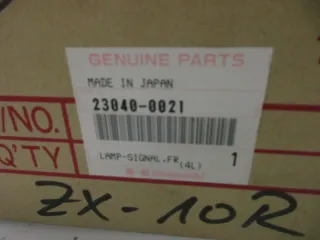 GENUINE PARTS
MADE IN JAPAN
23040-0021
/NO.
LAMP-SIGNAL,FR(4L) 1
Q'TY
ZX-10R